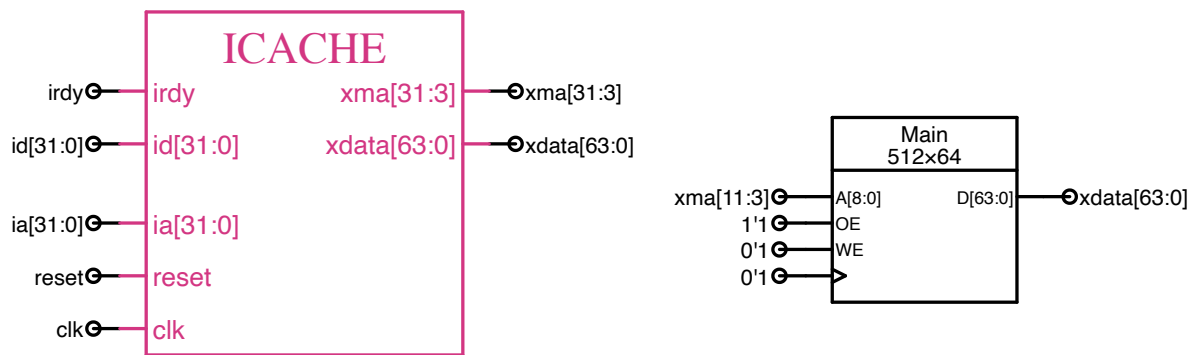 ICACHE
irdy irdy xma[31:3] xma[31:3]
id[31:0] id[31:0] xdata[63:0] xdata[63:0]
ia[31:0] ia[31:0]
reset reset
clk clk
Main
512×64
xma[11:3] A[8:0] D[63:0] xdata[63:0]
1'1 OE
0'1 WE
0'1